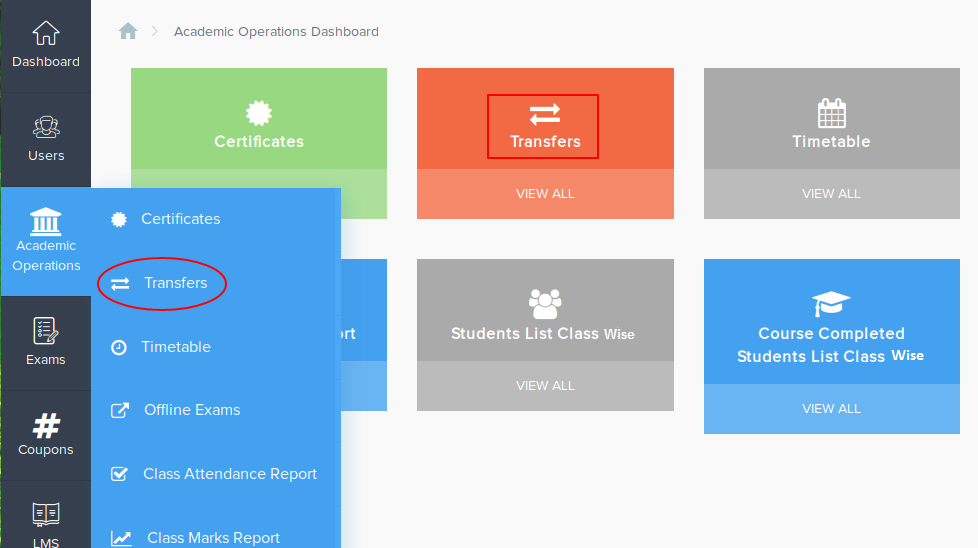 Academic Operations Dashboard
Dashboard
Users
Academic
Operations
Exams
Coupons
LMS
Certificates
Transfers
Timetable
Offline Exams
Class Attendance Report
Class Marks Report
Certificates
Transfers
VIEW ALL
Timetable
VIEW ALL
Students List Class Wise
VIEW ALL
Course Completed
Students List Class Wise
VIEW ALL